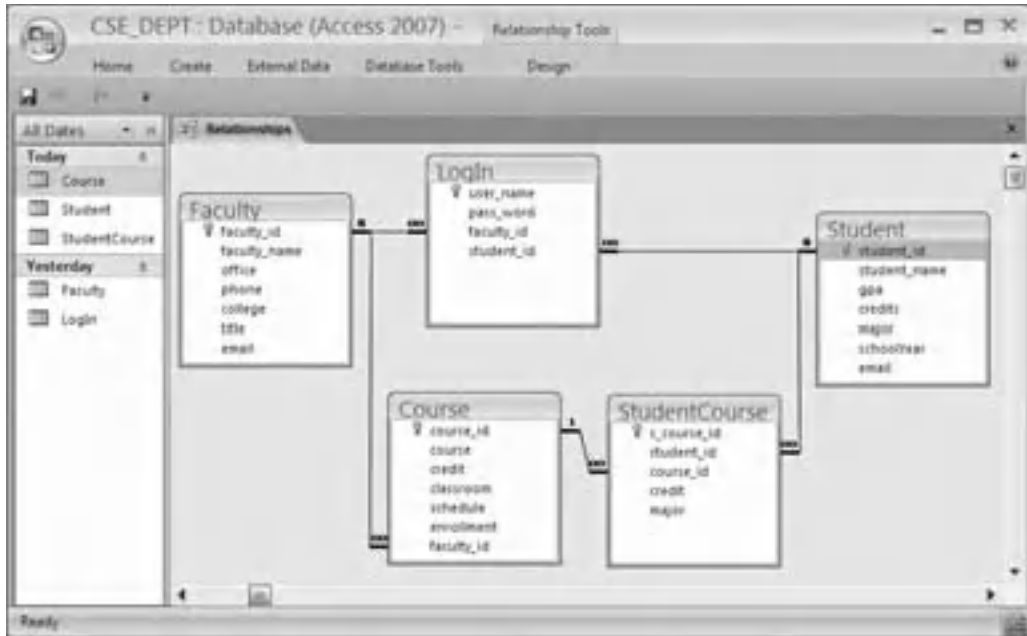 CSE_DEPT : Database (Access 2007) –
Relationship Tools
Home
Create
External Data
Database Tools
Design
All Dates
Relationships
Today
Course
Student
StudentCourse
Yesterday
Faculty
LogIn
Faculty
faculty_id
faculty_name
office
phone
college
title
email
LogIn
user_name
pass_word
faculty_id
student_id
Student
student_id
student_name
gpa
credits
major
schoolYear
email
Course
course_id
course
credit
classroom
schedule
enrollment
faculty_id
1
StudentCourse
s_course_id
student_id
course_id
credit
major
Ready